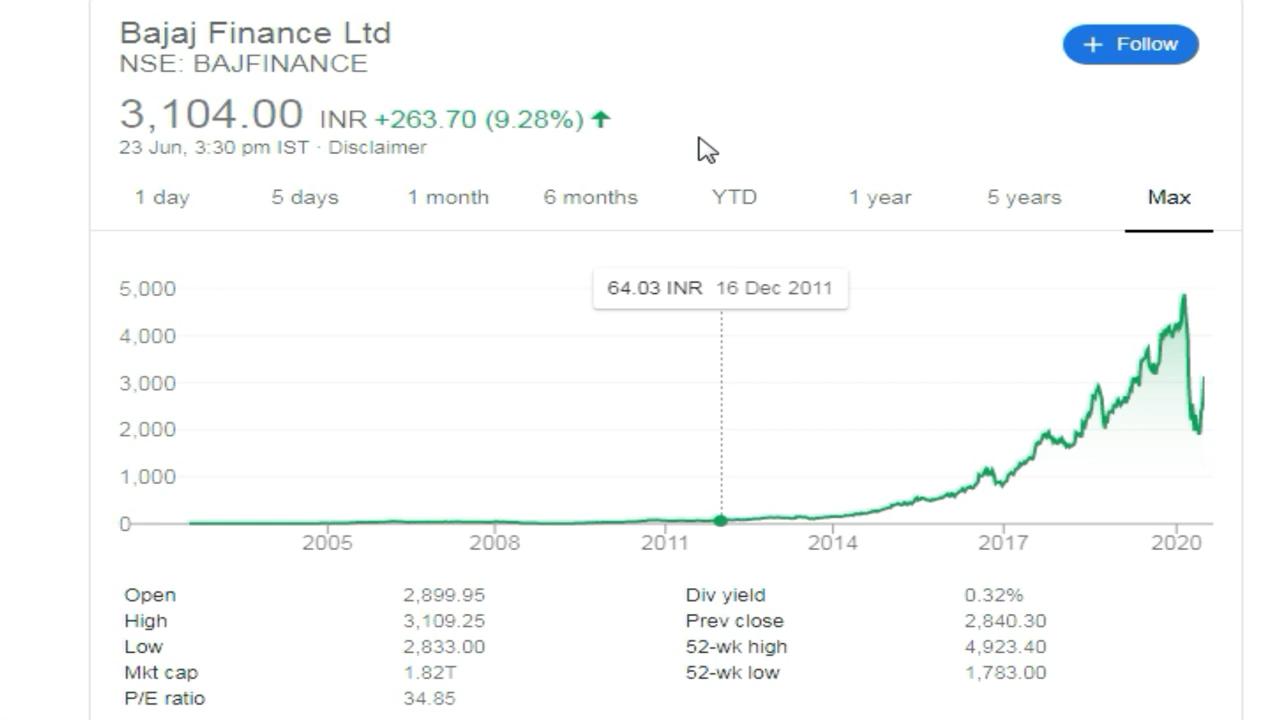 Bajaj Finance Ltd
+ Follow
NSE: BAJFINANCE
3,104.00 INR +263.70 (9.28%) ↑
23 Jun, 3:30 pm IST · Disclaimer
1 day 5 days 1 month 6 months YTD 1 year 5 years Max
64.03 INR 16 Dec 2011
5,000
4,000
3,000
2,000
1,000
0
2005 2008 2011 2014 2017 2020
Open 2,899.95 Div yield 0.32%
High 3,109.25 Prev close 2,840.30
Low 2,833.00 52-wk high 4,923.40
Mkt cap 1.82T 52-wk low 1,783.00
P/E ratio 34.85